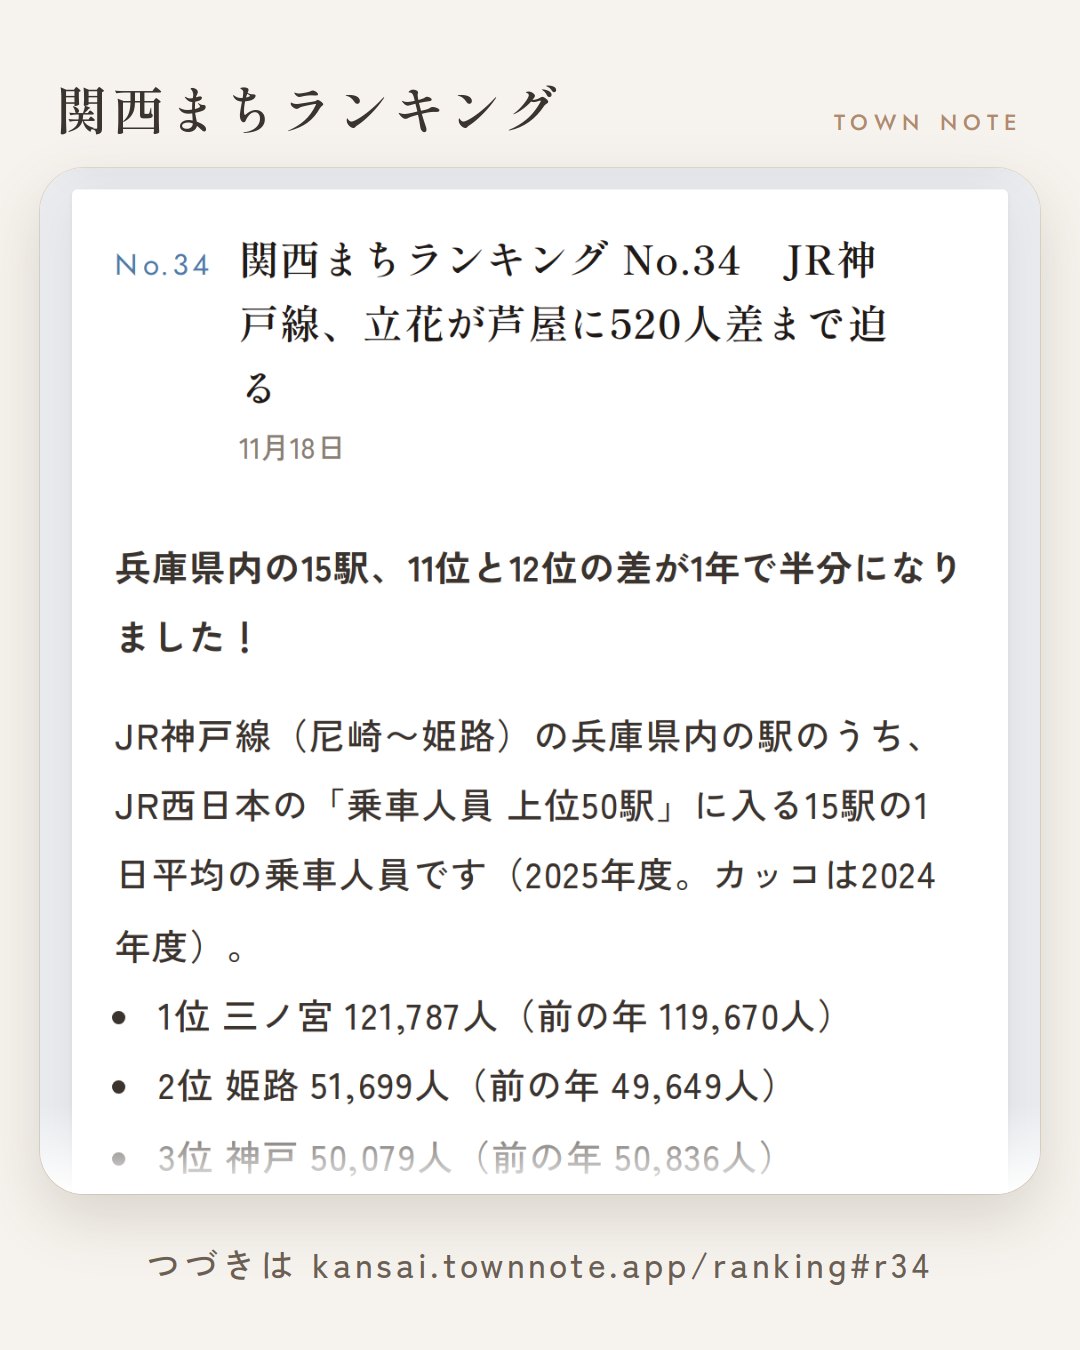 関西まちランキング
TOWN NOTE
No.34
関西まちランキング No.34　JR神
戸線、立花が芦屋に520人差まで迫
る
11月18日
兵庫県内の15駅、11位と12位の差が1年で半分になり
ました！
JR神戸線（尼崎〜姫路）の兵庫県内の駅のうち、
JR西日本の「乗車人員 上位50駅」に入る15駅の1
日平均の乗車人員です（2025年度。カッコは2024
年度）。
• 1位 三ノ宮 121,787人（前の年 119,670人）
• 2位 姫路 51,699人（前の年 49,649人）
• 3位 神戸 50,079人（前の年 50,836人）
つづきは kansai.townnote.app/ranking#r34